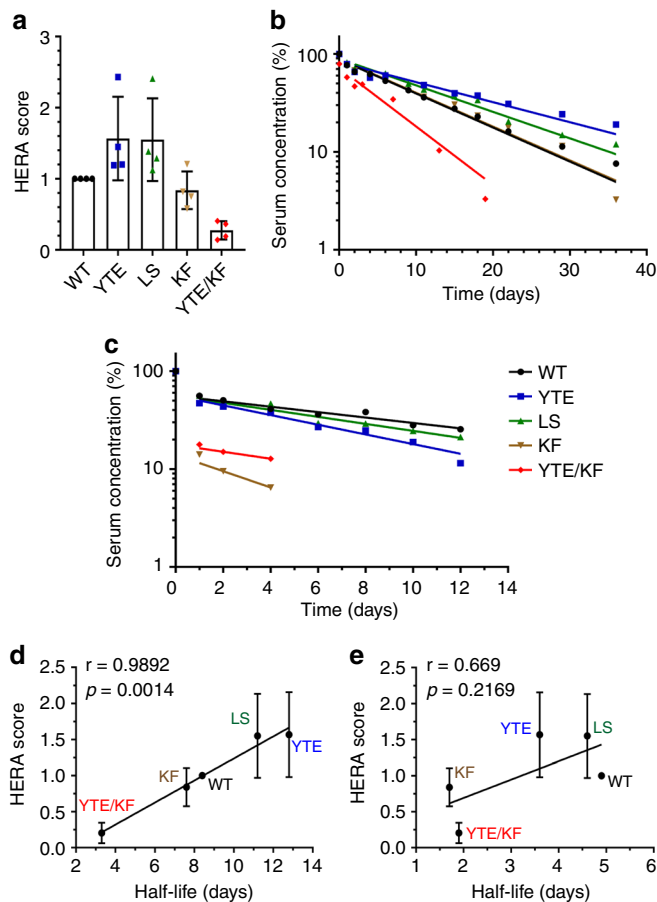 a
HERA score
3
2
1
0
WT
YTE
LS
KF
YTE/KF
b
Serum concentration (%)
100
10
1
0
10
20
30
40
Time (days)
c
Serum concentration (%)
100
10
1
0
2
4
6
8
10
12
14
Time (days)
WT
YTE
LS
KF
YTE/KF
d
r = 0.9892
p = 0.0014
HERA score
2.5
2.0
1.5
1.0
0.5
0.0
LS
YTE
KF
WT
YTE/KF
2
4
6
8
10
12
14
Half-life (days)
e
r = 0.669
p = 0.2169
HERA score
2.5
2.0
1.5
1.0
0.5
0.0
YTE
LS
KF
WT
YTE/KF
1
2
3
4
5
6
Half-life (days)